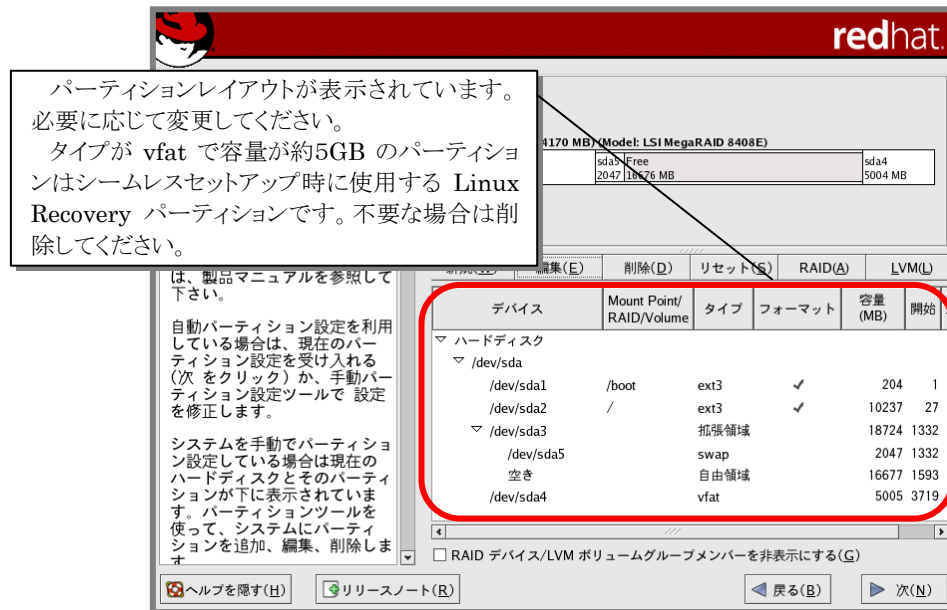 redhat.
パーティションレイアウトが表示されています。
必要に応じて変更してください。
タイプが vfat で容量が約5GB のパーティショ
ンはシームレスセットアップ時に使用する Linux
Recovery パーティションです。不要な場合は削
除してください。
4170 MB) (Model: LSI MegaRAID 8408E)
sda5 Free sda4
2047 16676 MB 5004 MB
編集(E) 削除(D) リセット(S) RAID(A) LVM(L)
は、製品マニュアルを参照して
下さい。
自動パーティション設定を利用
している場合は、現在のパー
ティション設定を受け入れる
(次 をクリック) か、手動パー
ティション設定ツールで 設定
を修正します。
システムを手動でパーティショ
ン設定している場合は現在の
ハードディスクとそのパーティ
ションが下に表示されていま
す。パーティションツールを
使って、システムにパーティ
ションを追加、編集、削除しま
す
デバイス Mount Point/ RAID/Volume タイプ フォーマット 容量 (MB) 開始
ハードディスク
/dev/sda
/dev/sda1 /boot ext3 ✓ 204 1
/dev/sda2 / ext3 ✓ 10237 27
/dev/sda3 拡張領域 18724 1332
/dev/sda5 swap 2047 1332
空き 自由領域 16677 1593
/dev/sda4 vfat 5005 3719
RAID デバイス/LVM ボリュームグループメンバーを非表示にする(G)
ヘルプを隠す(H) リリースノート(R) 戻る(B) 次(N)